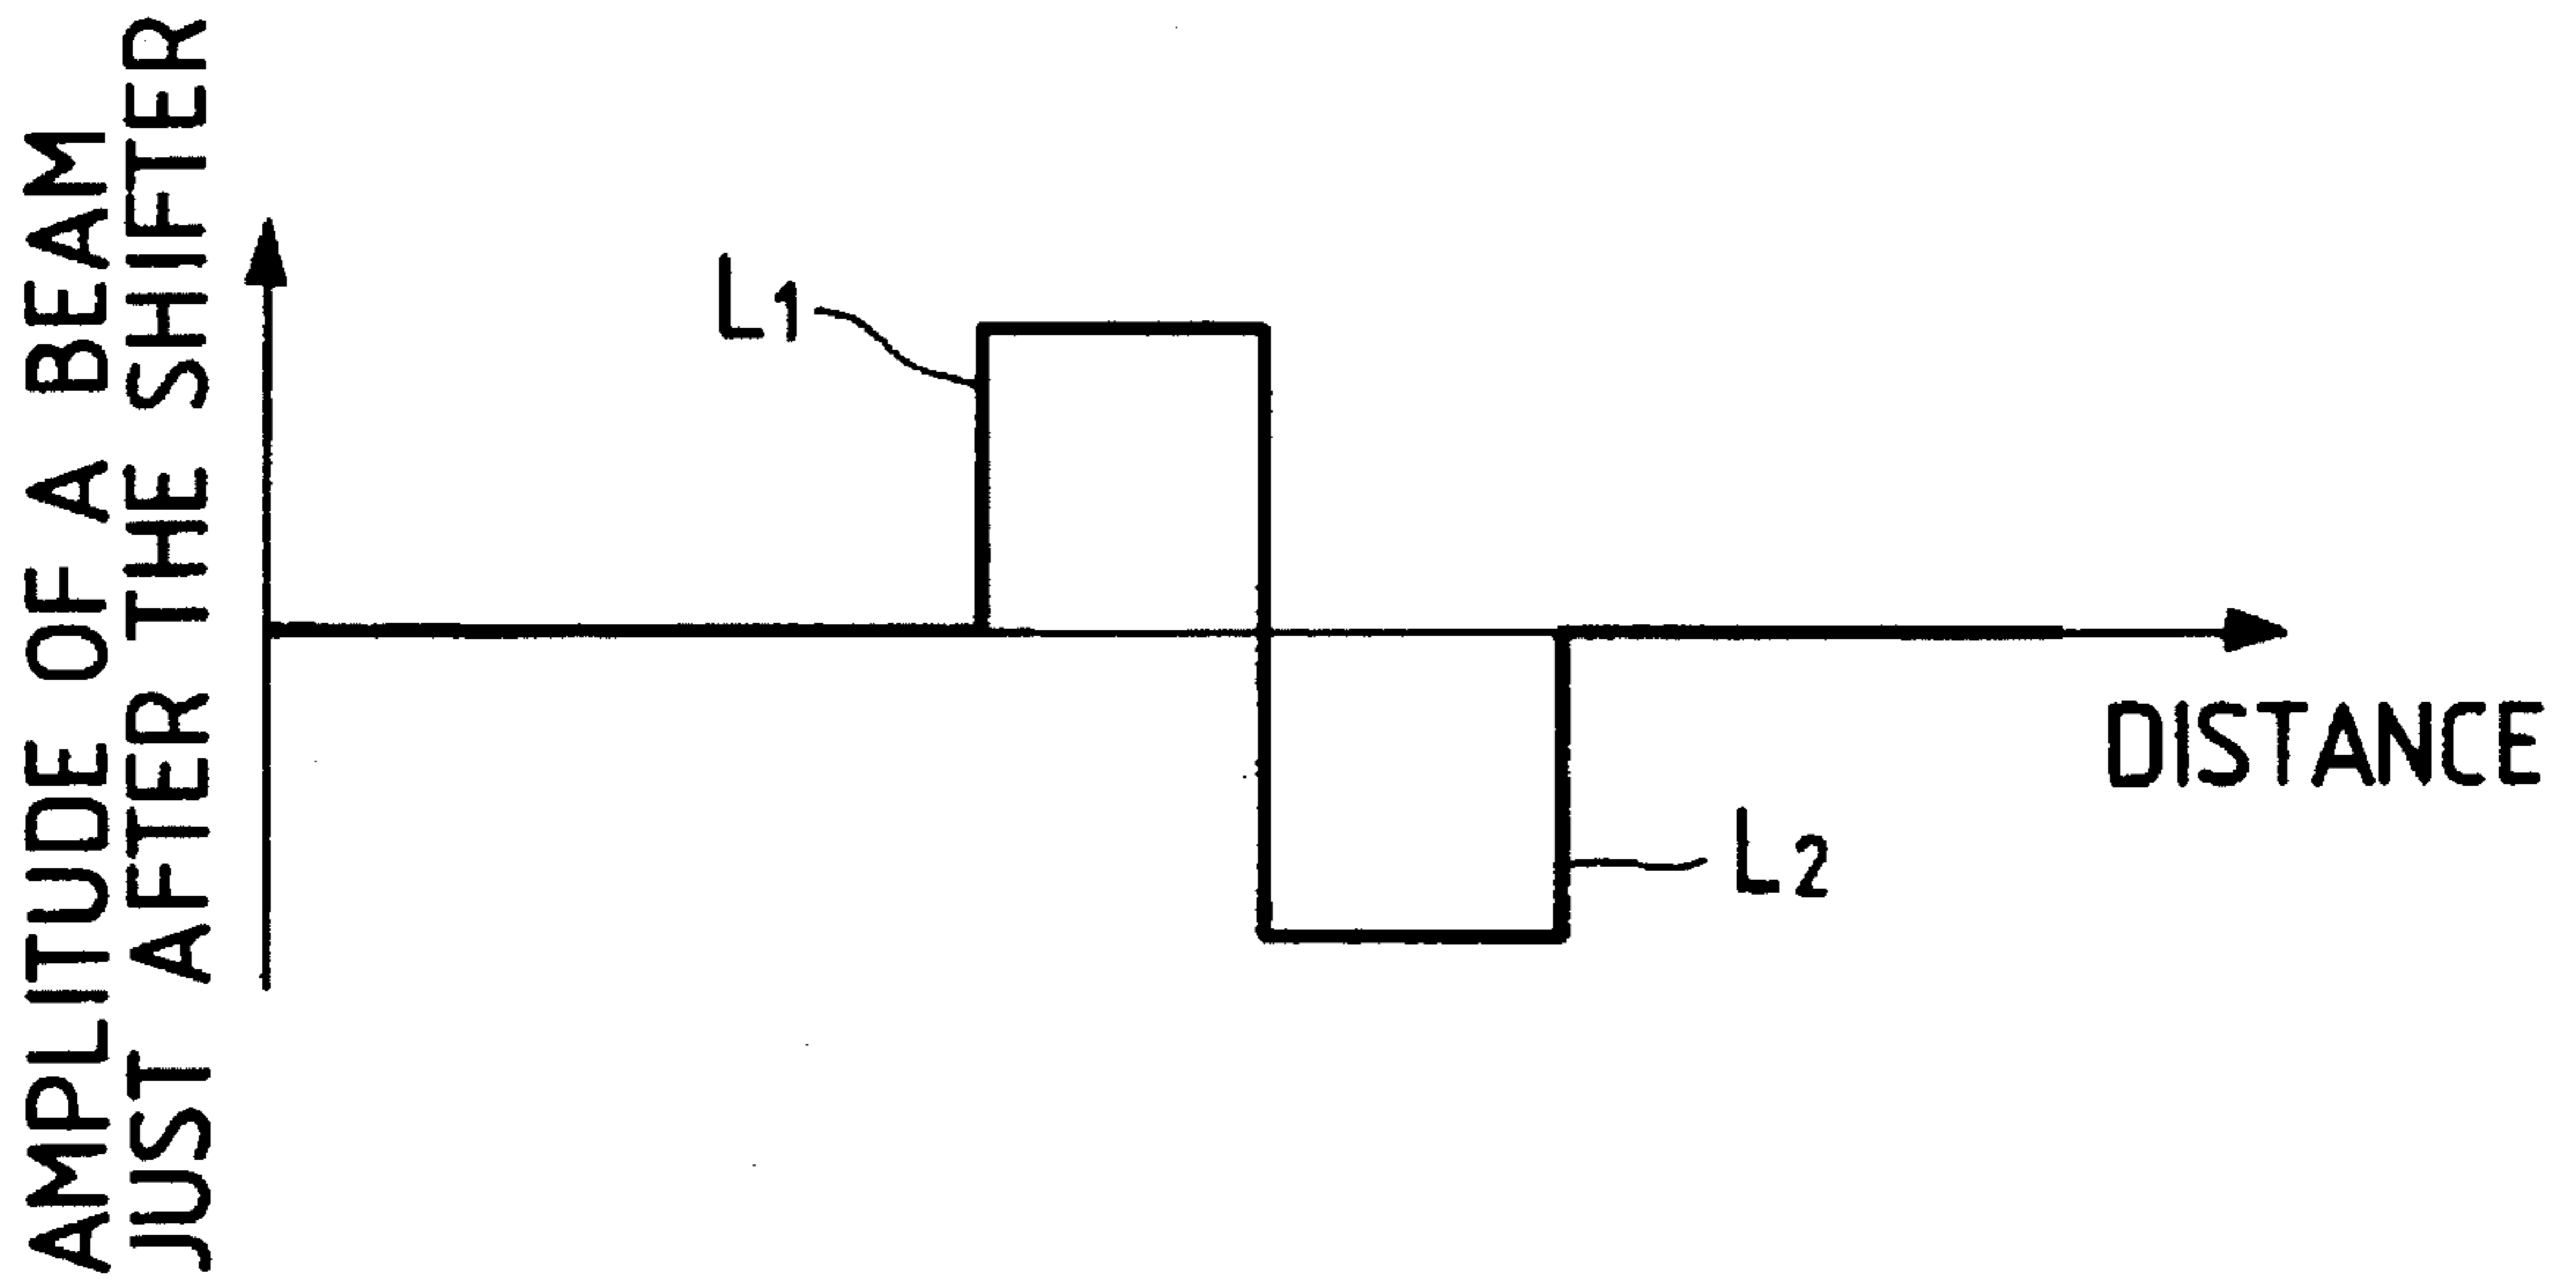 AMPLITUDE OF A BEAM
JUST AFTER THE SHIFTER
L1
L2
DISTANCE